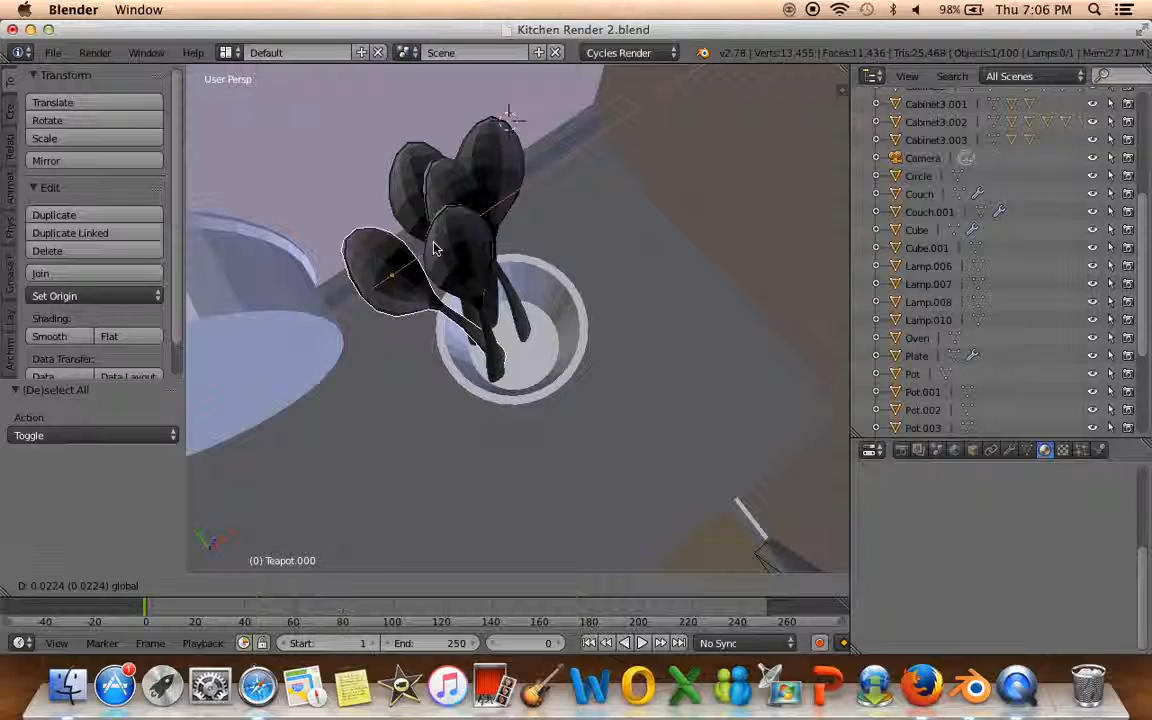 Blender Window 98% Thu 7:06 PM
Kitchen Render 2.blend
File Render Window Help Default Scene Cycles Render v2.78 | Verts:13,455 | Faces:11,436 | Tris:25,468 | Objects:1/100 | Lamps:0/1 | Mem:27.17M
Transform
Translate
Rotate
Scale
Mirror
Edit
Duplicate
Duplicate Linked
Delete
Join
Set Origin
Shading:
Smooth Flat
Data Transfer:
Data Data Layout
(De)select All
Action
Toggle
User Persp
(0) Teapot.000
View Search All Scenes
Cabinet3.001
Cabinet3.002
Cabinet3.003
Camera
Circle
Couch
Couch.001
Cube
Cube.001
Lamp.006
Lamp.007
Lamp.008
Lamp.010
Oven
Plate
Pot
Pot.001
Pot.002
Pot.003
D: 0.0224 (0.0224) global
-40 -20 0 20 40 60 80 100 120 140 160 180 200 220 240 260
View Marker Frame Playback Start: 1 End: 250 0 No Sync